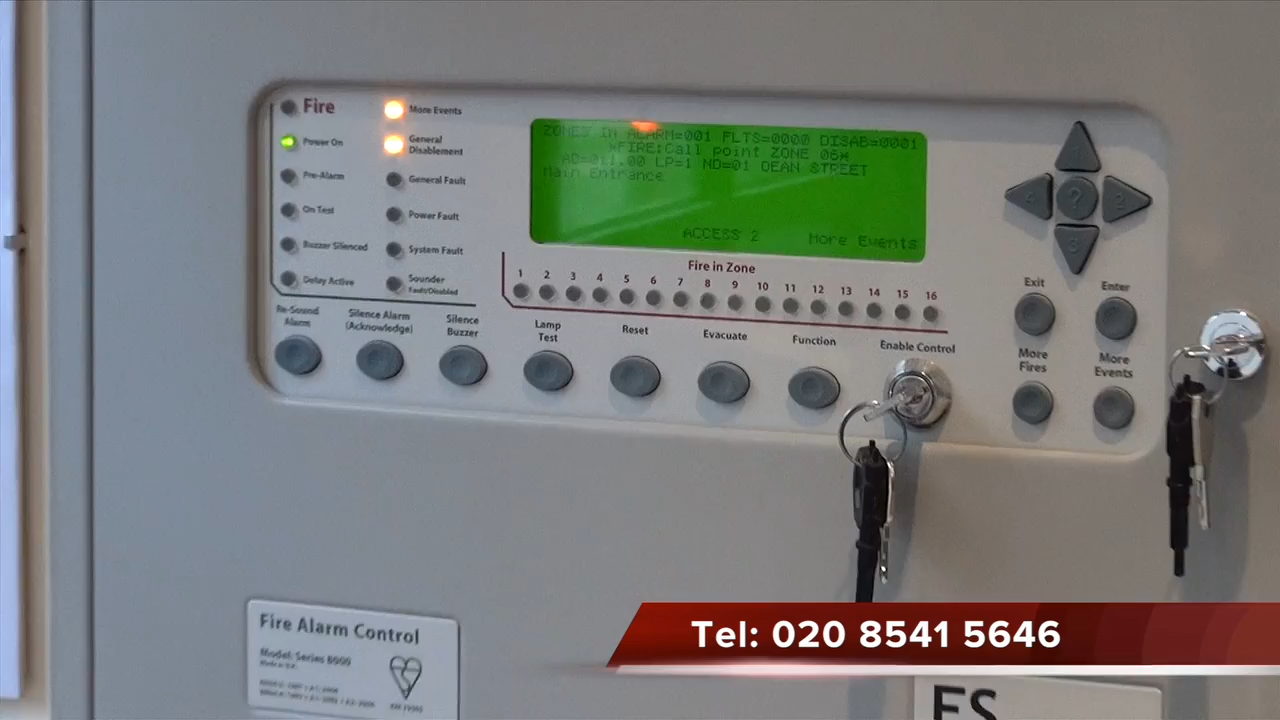 Fire
More Events
Power On
General
Disablement
Pre-Alarm
General Fault
On Test
Power Fault
Buzzer Silenced
System Fault
Delay Active
Sounder
Fault/Disabled
ZONES IN ALARM=001 FLTS=0000 DISAB=0001
*FIRE:Call point ZONE 06*
LP=1 ND=01 DEAN STREET
Main Entrance
ACCESS 2 More Events
Fire in Zone
1 2 3 4 5 6 7 8 9 10 11 12 13 14 15 16
Re-Sound
Alarm
Silence Alarm
(Acknowledge)
Silence
Buzzer
Lamp
Test
Reset
Evacuate
Function
Enable Control
?
2
3
Exit
Enter
More
Fires
More
Events
Fire Alarm Control
Model: Series 8000
Tel: 020 8541 5646
ES